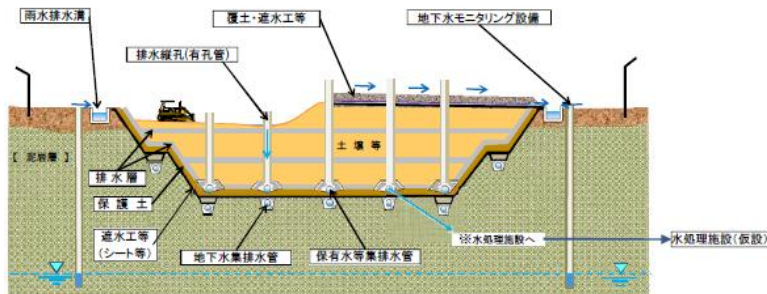 雨水排水溝
覆土・遮水工等
地下水モニタリング設備
排水縦孔(有孔管)
[ 泥岩層 ]
土壌等
排水層
保護土
遮水工等
(シート等)
地下水集排水管
保有水等集排水管
※水処理施設へ
水処理施設(仮設)